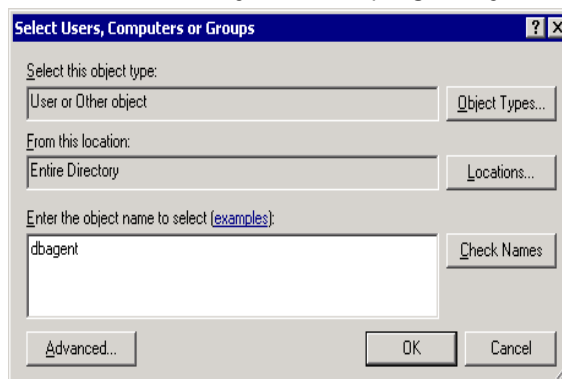 Select Users, Computers or Groups
Select this object type:
User or Other object
Object Types...
From this location:
Entire Directory
Locations...
Enter the object name to select (examples):
dbagent
Check Names
Advanced...
OK
Cancel